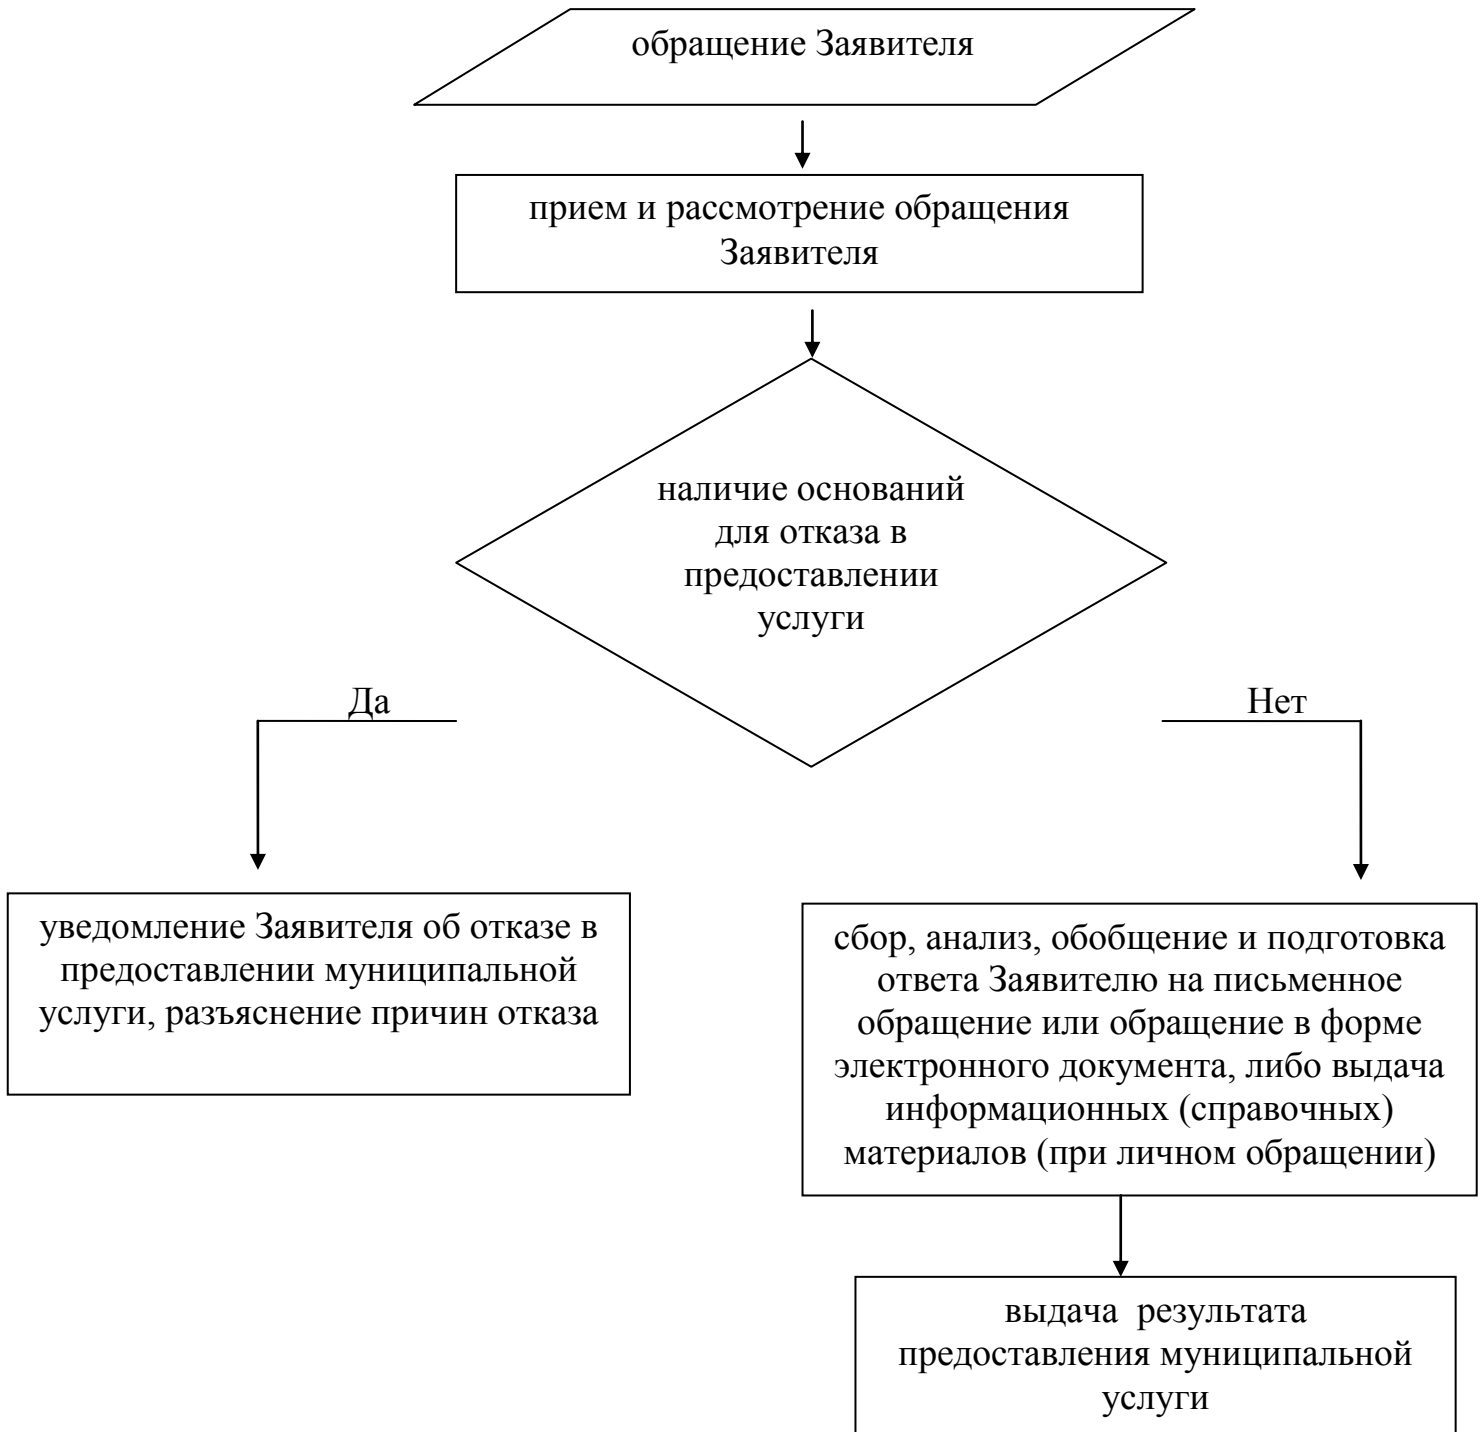 обращение Заявителя
прием и рассмотрение обращения
Заявителя
наличие оснований
для отказа в
предоставлении
услуги
Да
Нет
уведомление Заявителя об отказе в
предоставлении муниципальной
услуги, разъяснение причин отказа
сбор, анализ, обобщение и подготовка
ответа Заявителю на письменное
обращение или обращение в форме
электронного документа, либо выдача
информационных (справочных)
материалов (при личном обращении)
выдача результата
предоставления муниципальной
услуги